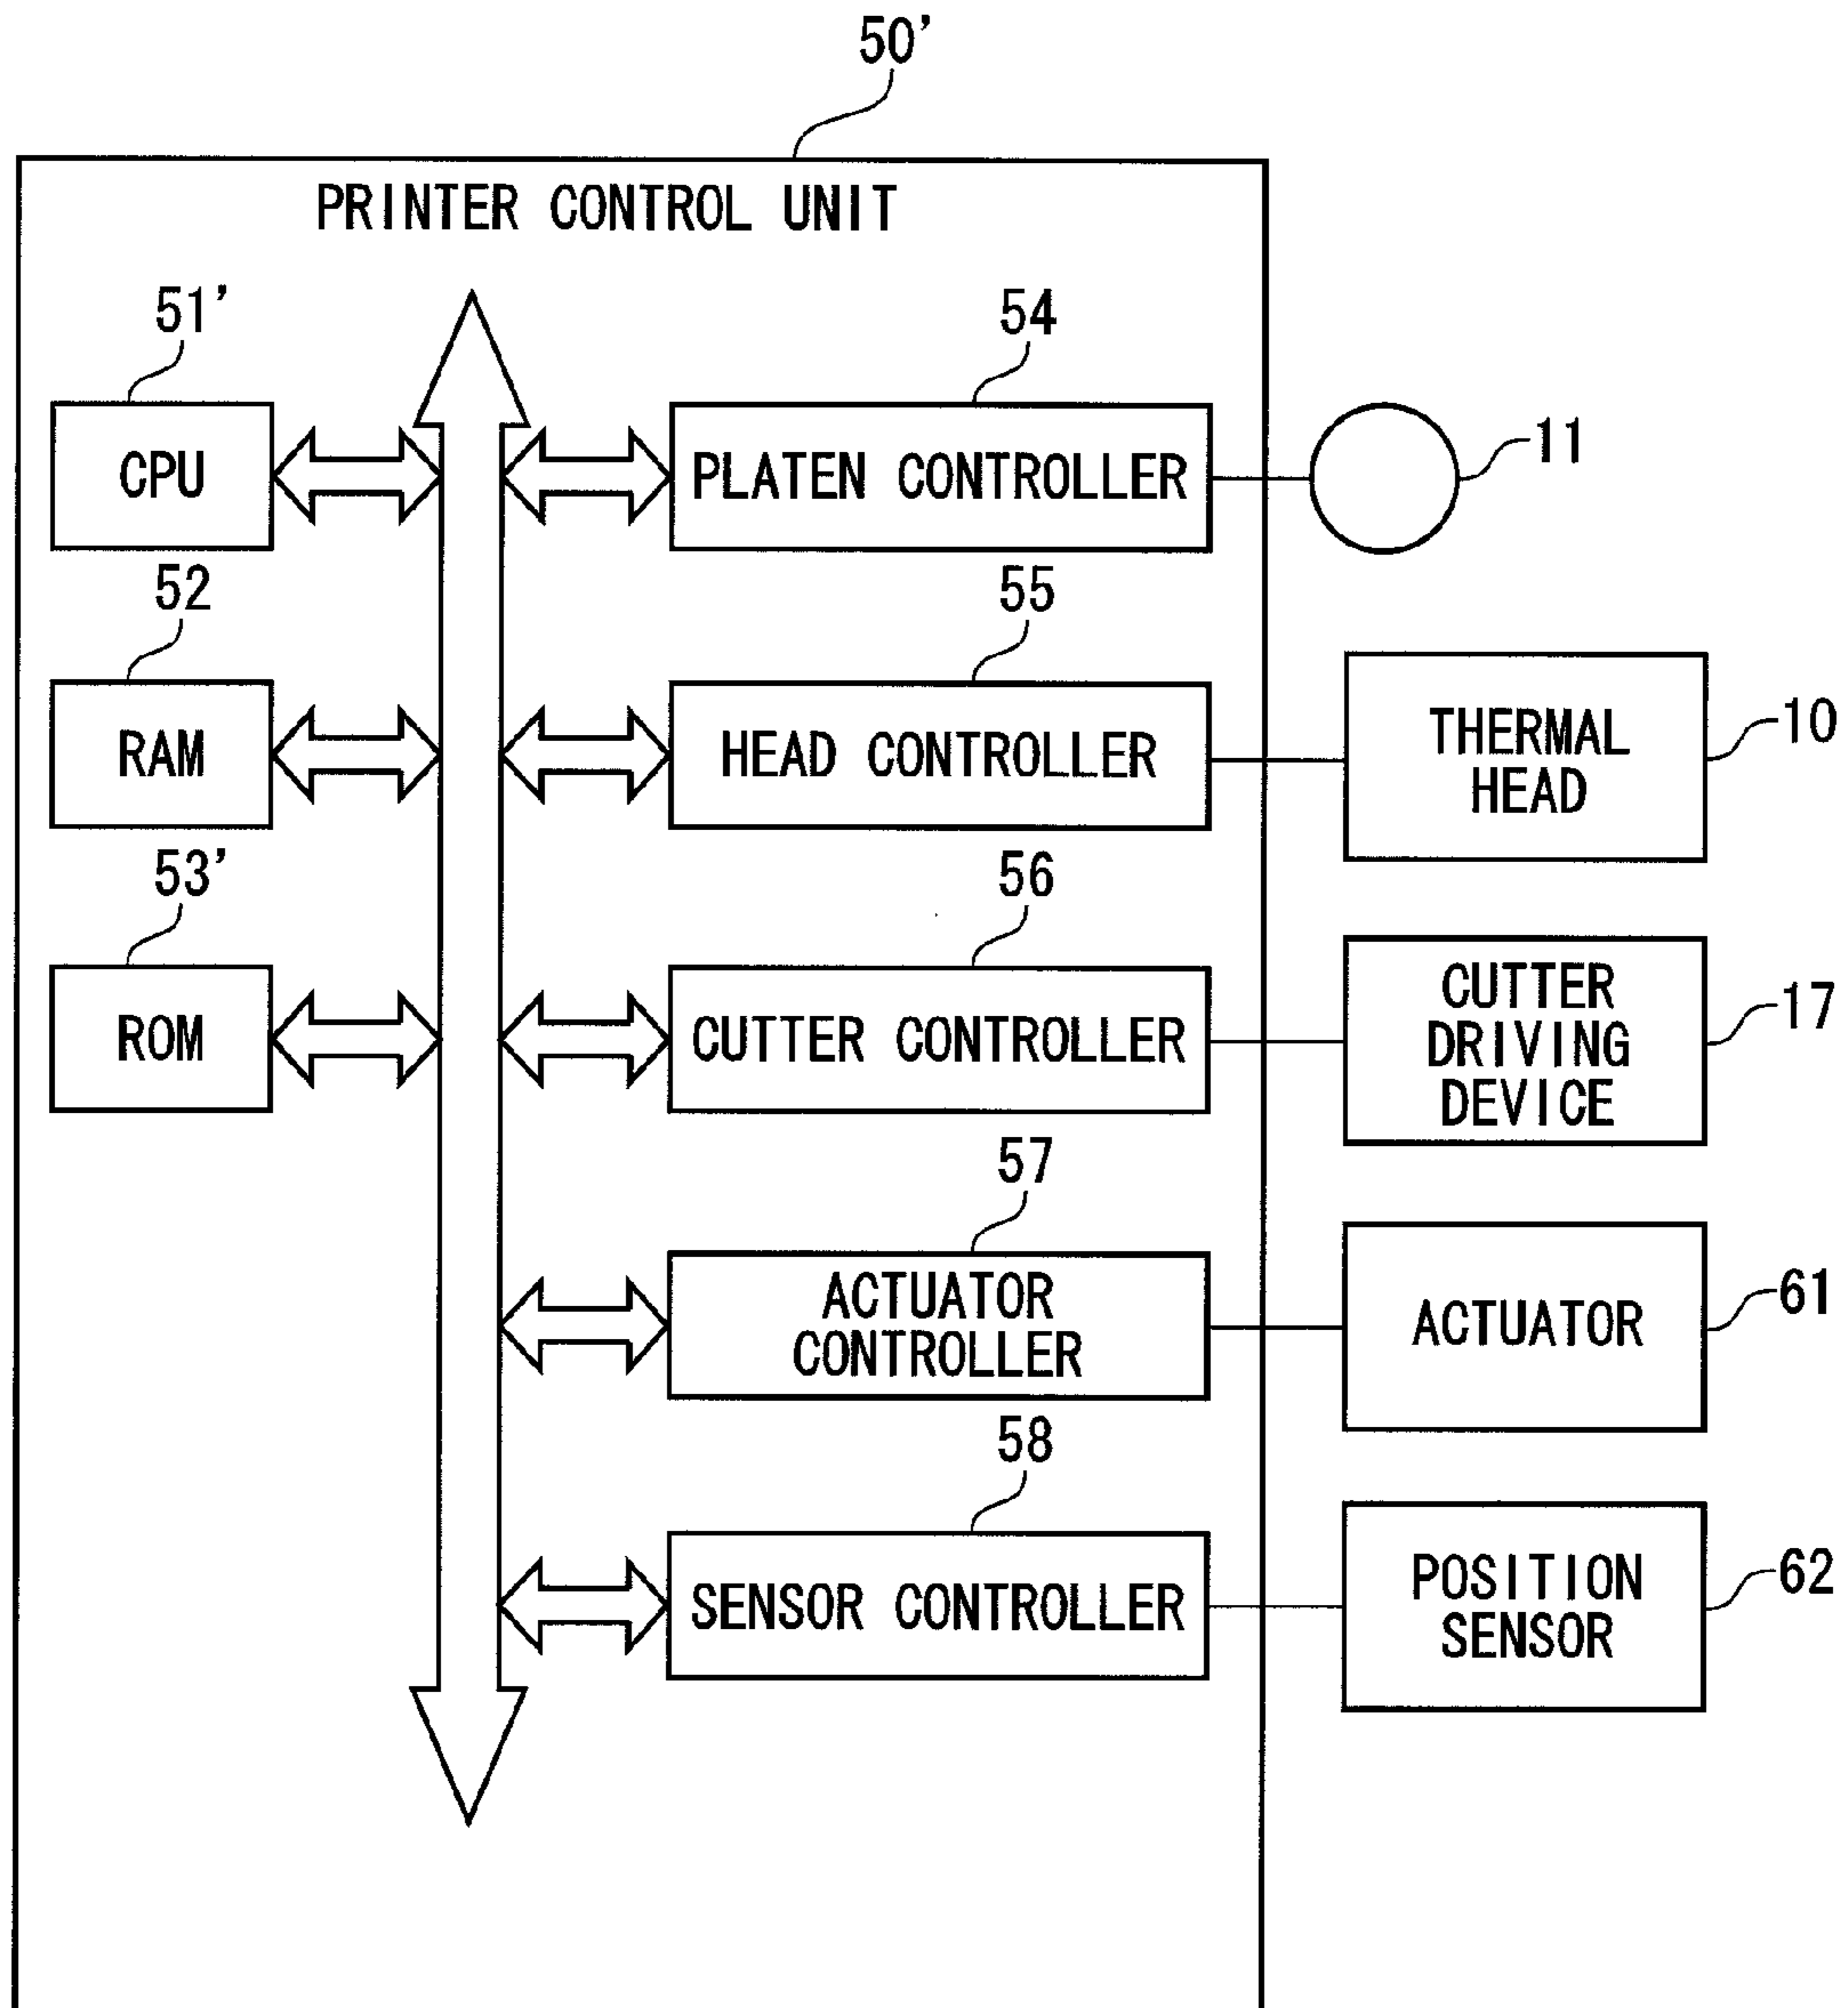 50'
PRINTER CONTROL UNIT
51'
54
CPU
PLATEN CONTROLLER
11
52
55
RAM
HEAD CONTROLLER
THERMAL
HEAD
10
53'
56
ROM
CUTTER CONTROLLER
CUTTER
DRIVING
DEVICE
17
57
ACTUATOR
CONTROLLER
ACTUATOR
61
58
SENSOR CONTROLLER
POSITION
SENSOR
62